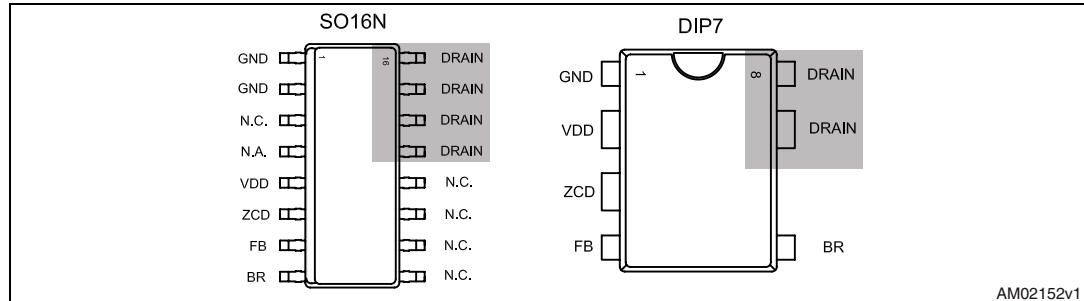 SO16N
GND 1 16 DRAIN
GND DRAIN
N.C. DRAIN
N.A. DRAIN
VDD N.C.
ZCD N.C.
FB N.C.
BR N.C.
DIP7
GND 1 8 DRAIN
VDD DRAIN
ZCD
FB BR
AM02152v1